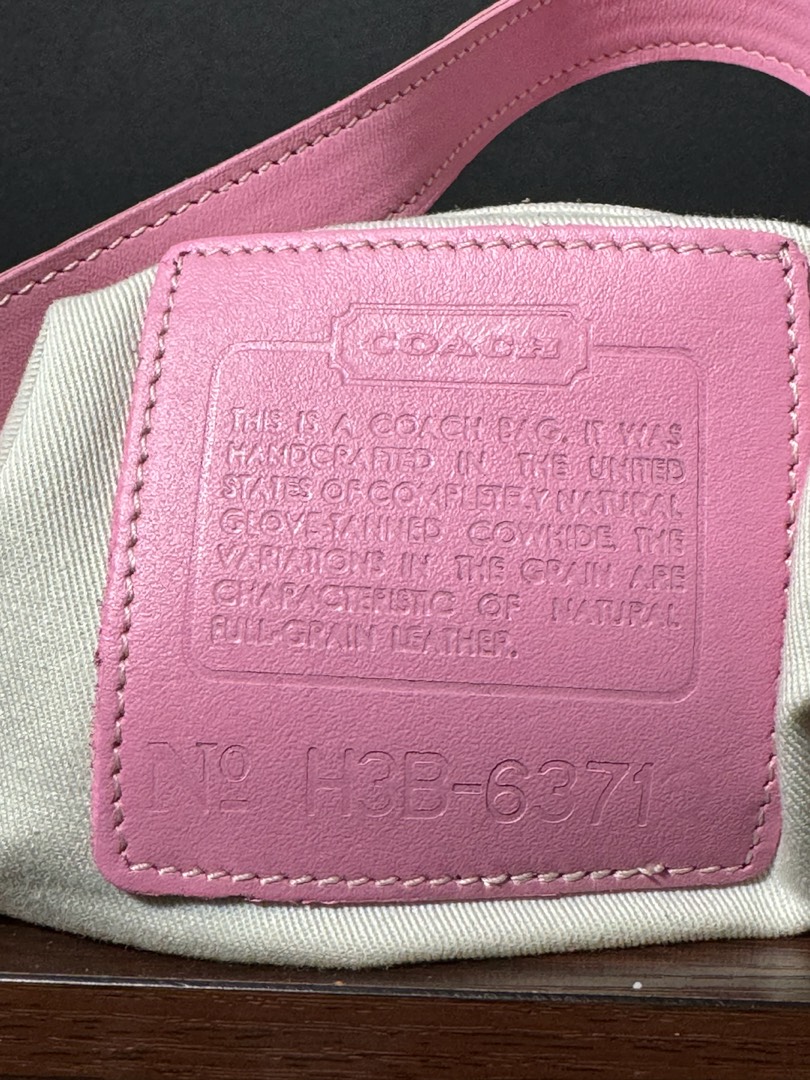 COACH
THIS IS A COACH BAG. IT WAS
HANDCRAFTED IN THE UNITED
STATES OF COMPLETELY NATURAL
GLOVE-TANNED COWHIDE. THE
VARIATIONS IN THE GRAIN ARE
CHARACTERISTIC OF NATURAL
FULL-GRAIN LEATHER.
No H3B-6371